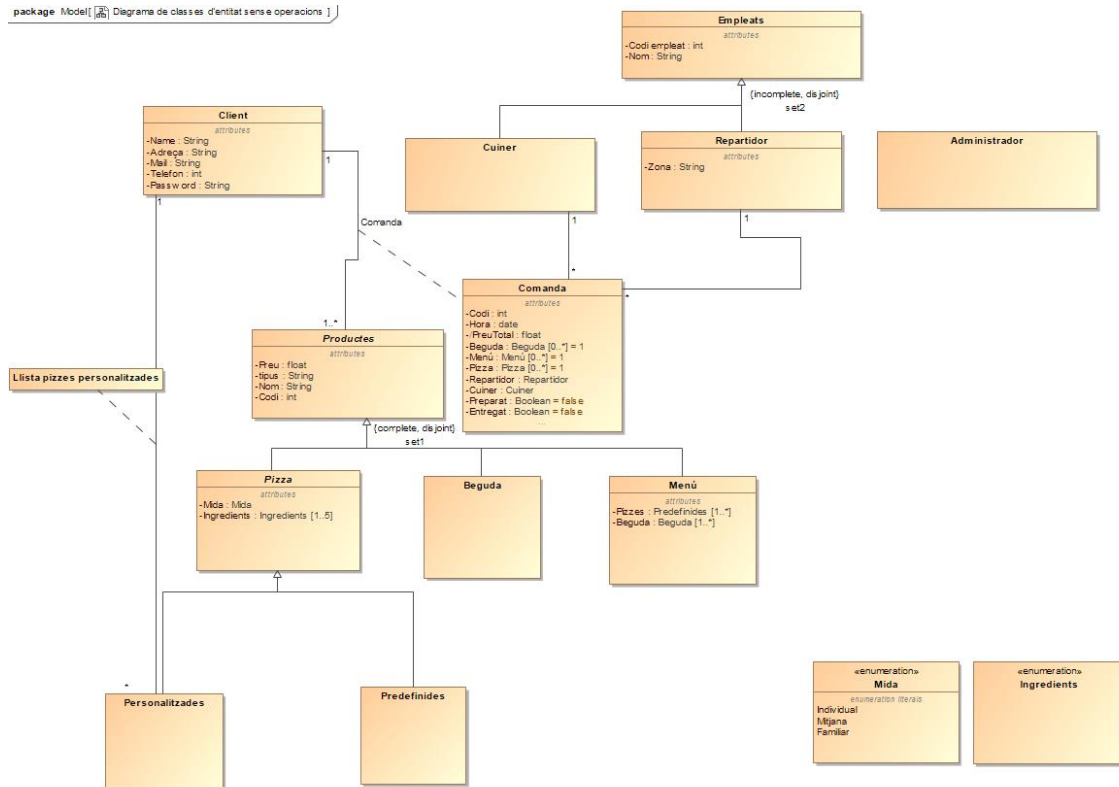 package Model[ Diagrama de classes d'entitat sense operacions ]
Empleats
attributes
-Codi empleat : int
-Nom : String
{incomplete, disjoint}
set2
Client
attributes
-Name : String
-Adreça : String
-Mail : String
-Telefon : int
-Password : String
1
1
Cuiner
1
Repartidor
attributes
-Zona : String
1
Administrador
Comanda
*
*
Comanda
attributes
-Codi : int
-Hora : date
-/PreuTotal : float
-Beguda : Beguda [0..*] = 1
-Menú : Menú [0..*] = 1
-Pizza : Pizza [0..*] = 1
-Repartidor : Repartidor
-Cuiner : Cuiner
-Preparat : Boolean = false
-Entregat : Boolean = false
...
1..*
Productes
attributes
-Preu : float
-tipus : String
-Nom : String
-Codi : int
Llista pizzes personalitzades
{complete, disjoint}
set1
Pizza
attributes
-Mida : Mida
-Ingredients : Ingredients [1..5]
Beguda
Menú
attributes
-Pizzes : Predefinides [1..*]
-Beguda : Beguda [1..*]
*
Personalitzades
Predefinides
«enumeration»
Mida
enumeration literals
Individual
Mitjana
Familiar
«enumeration»
Ingredients